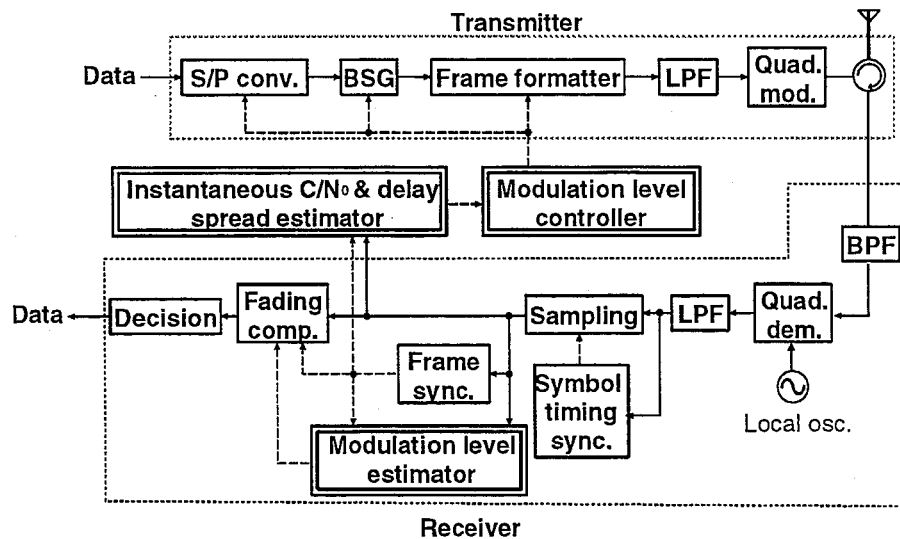 Transmitter
Data
S/P conv.
BSG
Frame formatter
LPF
Quad.
mod.
Instantaneous C/N₀ & delay
spread estimator
Modulation level
controller
BPF
Data
Decision
Fading
comp.
Sampling
LPF
Quad.
dem.
Frame
sync.
Symbol
timing
sync.
Local osc.
Modulation level
estimator
Receiver